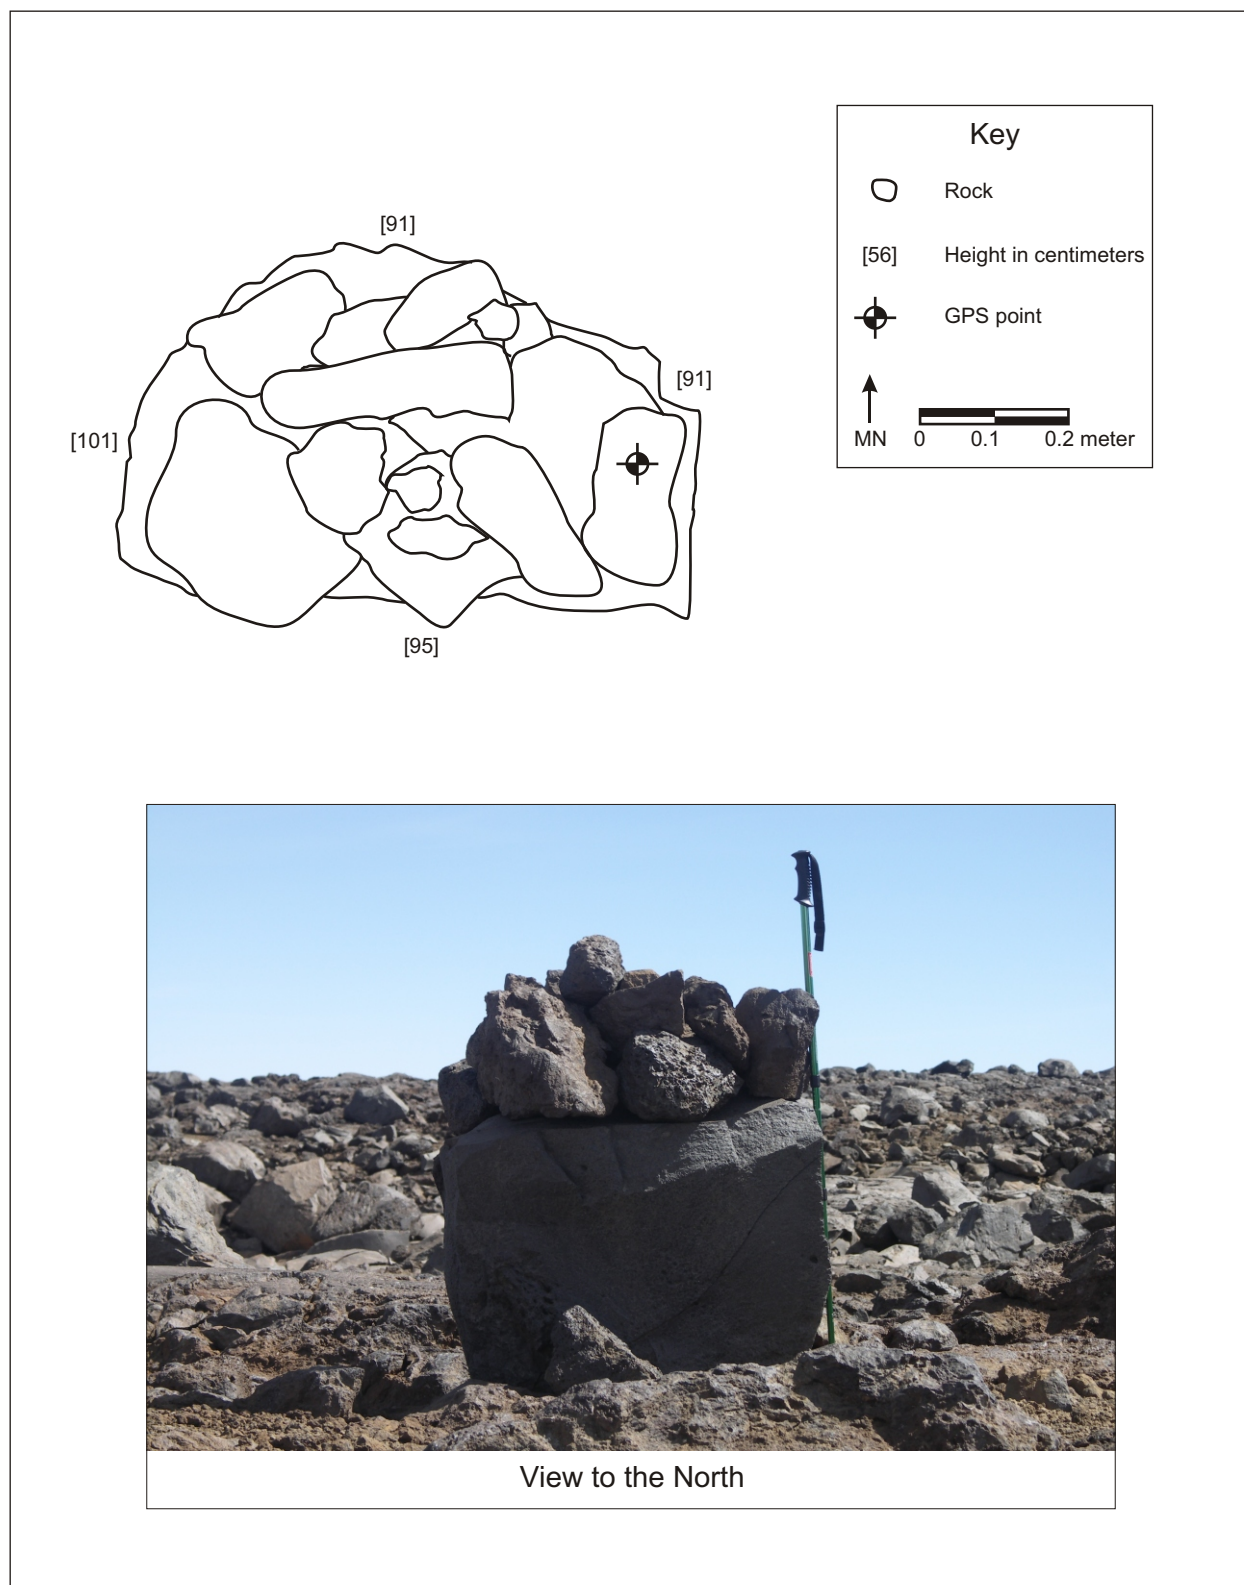 [91]
[91]
[101]
[95]
Key
Rock
[56] Height in centimeters
GPS point
MN 0 0.1 0.2 meter
View to the North